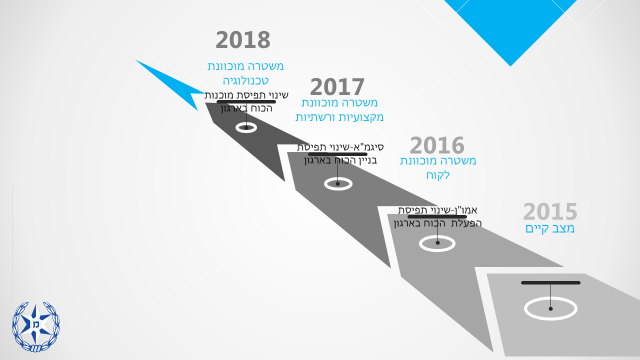 2018
משטרה מוכוונת
טכנולוגיה
שינוי תפיסת מוכנות
הכוח בארגון
2017
משטרה מוכוונת
מקצועיות ורשתיות
סיגמ"א-שינוי תפיסת
בניין הכוח בארגון
2016
משטרה מוכוונת
לקוח
אמו"ן-שינוי תפיסת
הפעלת הכוח בארגון
2015
מצב קיים
מ